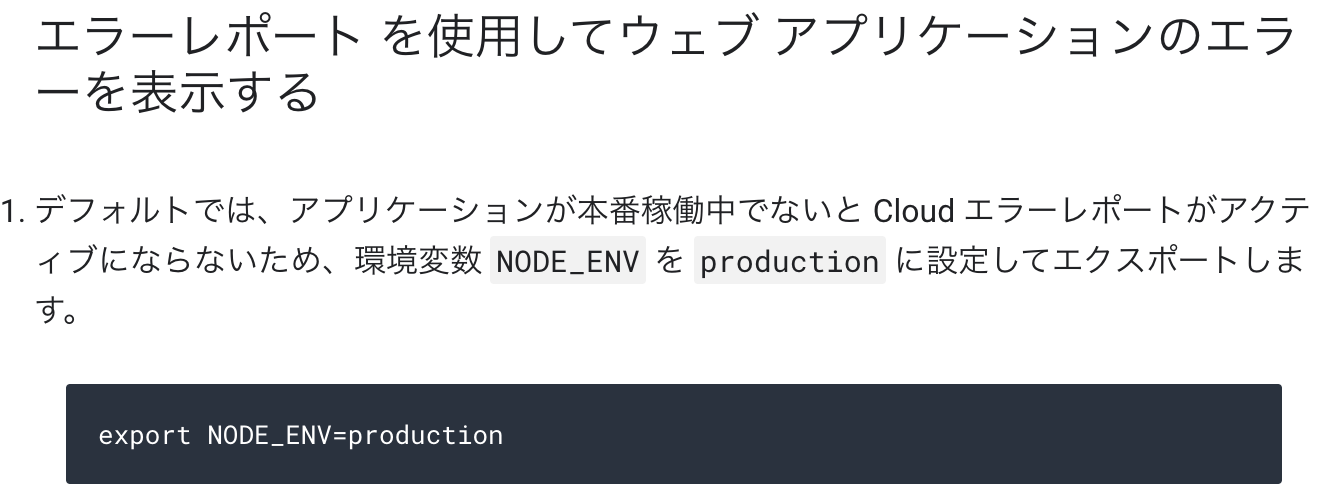 エラーレポート を使用してウェブ アプリケーションのエラ
ーを表示する
1. デフォルトでは、アプリケーションが本番稼働中でないと Cloud エラーレポートがアクテ
ィブにならないため、環境変数 NODE_ENV を production に設定してエクスポートしま
す。
export NODE_ENV=production